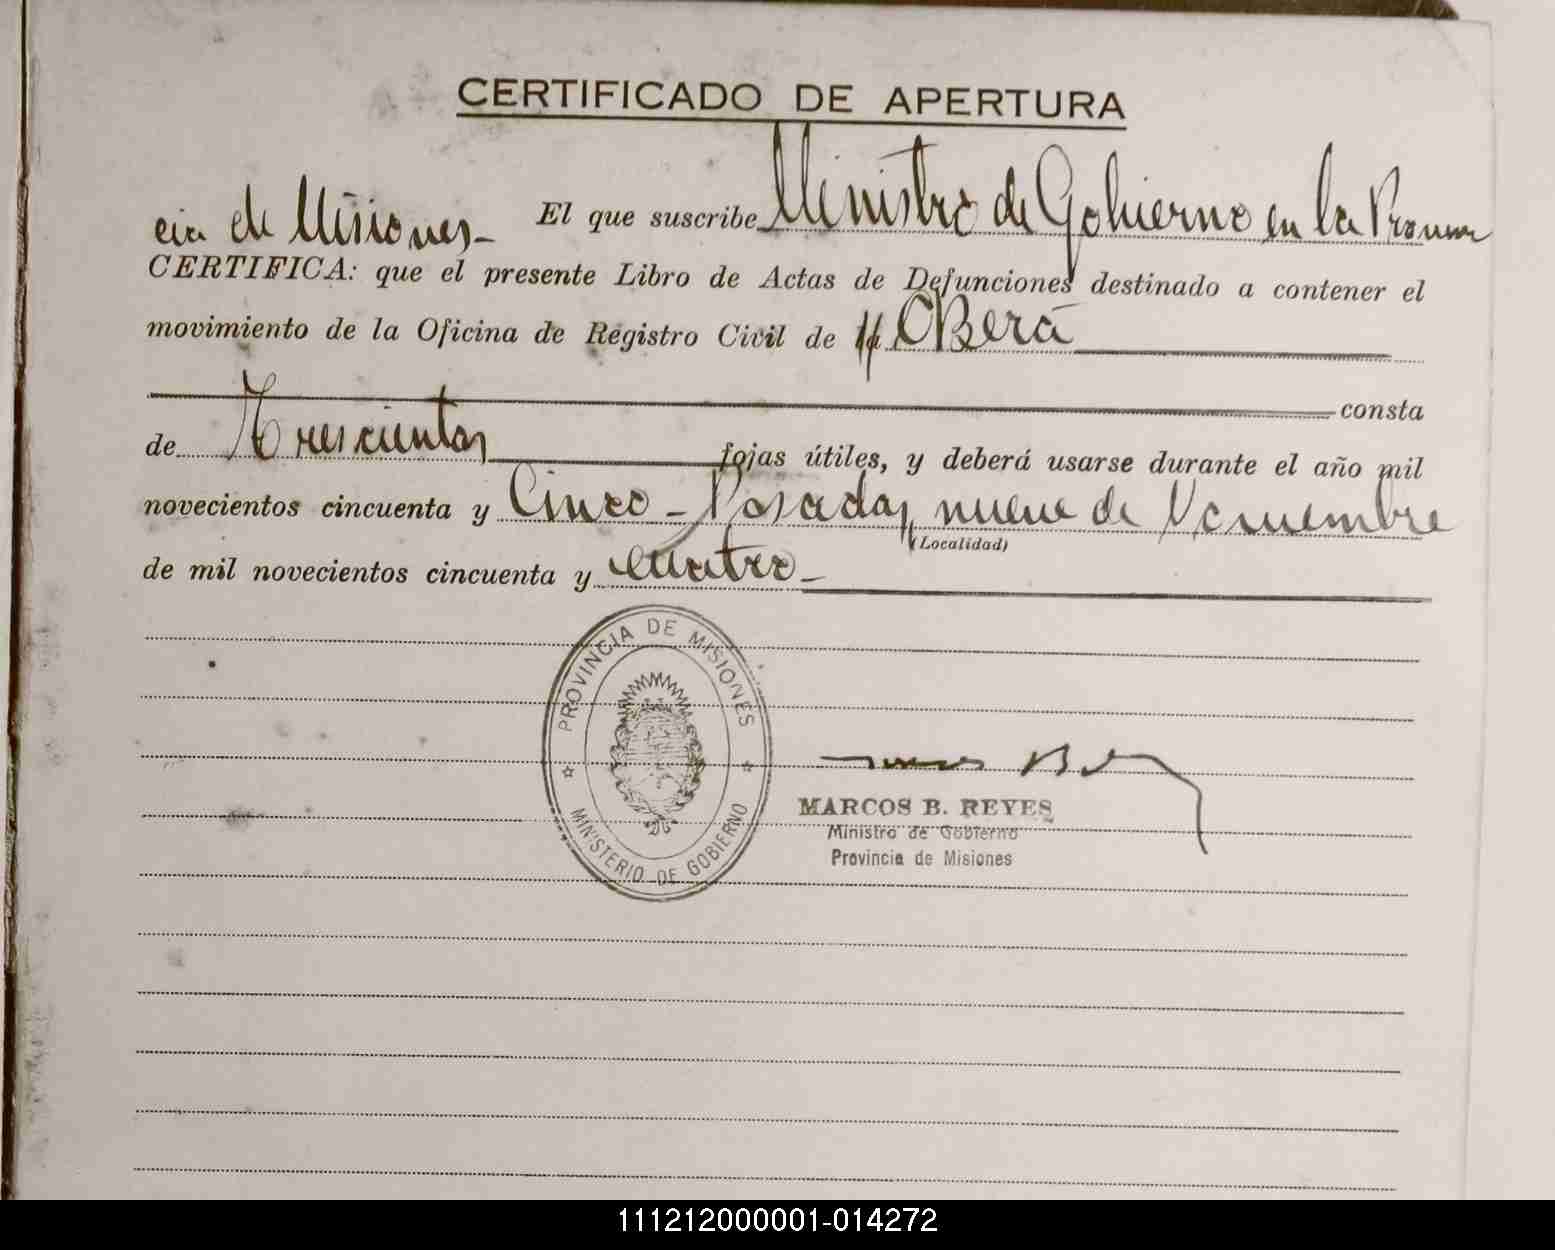 CERTIFICADO DE APERTURA
El que suscribe Ministro de Gobierno en la Provin
cia de Misiones-
CERTIFICA: que el presente Libro de Actas de Defunciones destinado a contener el
movimiento de la Oficina de Registro Civil de "OBerá
consta
de Trescientas fojas útiles, y deberá usarse durante el año mil
novecientos cincuenta y Cinco - Posadas, nueve de Noviembre
(Localidad)
de mil novecientos cincuenta y cuatro-
PROVINCIA DE MISIONES
MINISTERIO DE GOBIERNO
MARCOS B. REYES
Ministro de Gobierno
Provincia de Misiones
111212000001-014272